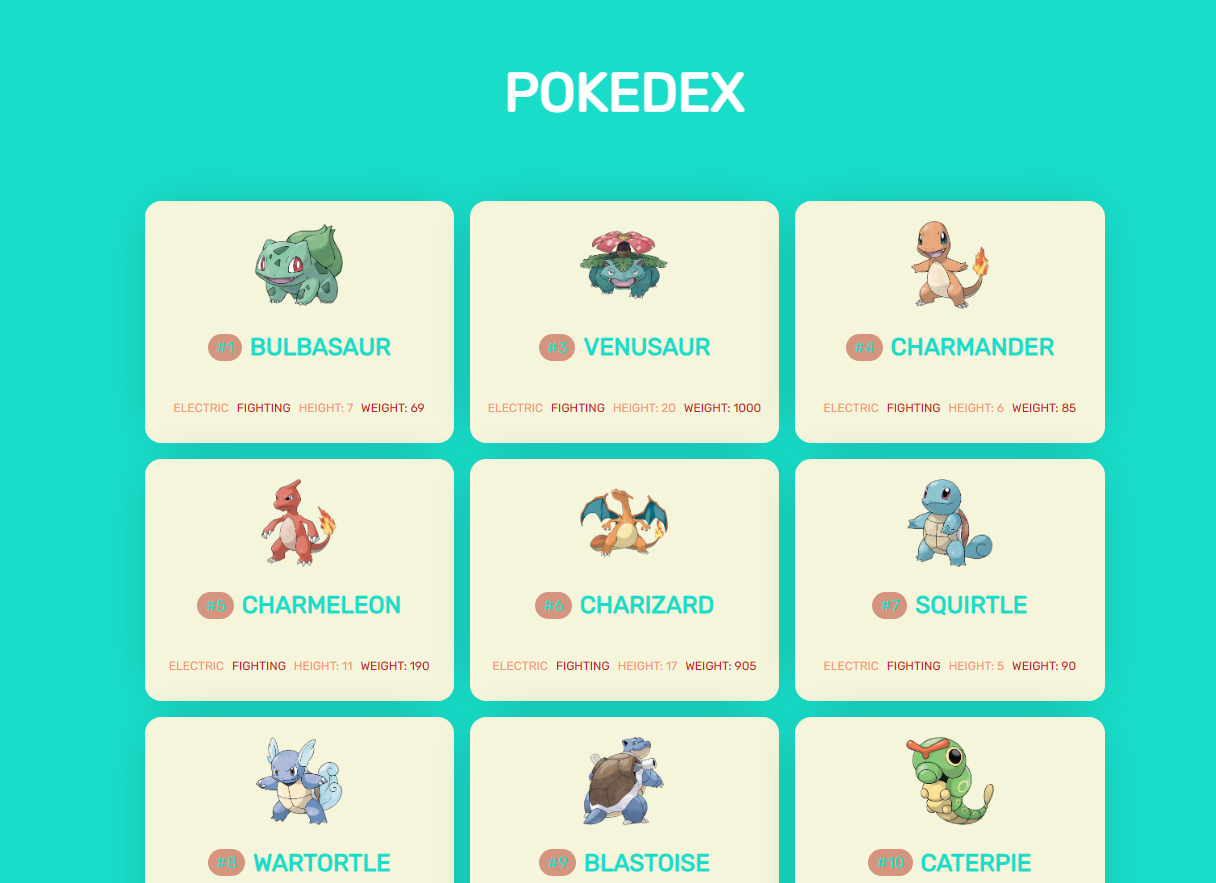 POKEDEX
#1 BULBASAUR
ELECTRIC FIGHTING HEIGHT: 7 WEIGHT: 69
#3 VENUSAUR
ELECTRIC FIGHTING HEIGHT: 20 WEIGHT: 1000
#4 CHARMANDER
ELECTRIC FIGHTING HEIGHT: 6 WEIGHT: 85
#5 CHARMELEON
ELECTRIC FIGHTING HEIGHT: 11 WEIGHT: 190
#6 CHARIZARD
ELECTRIC FIGHTING HEIGHT: 17 WEIGHT: 905
#7 SQUIRTLE
ELECTRIC FIGHTING HEIGHT: 5 WEIGHT: 90
#8 WARTORTLE
#9 BLASTOISE
#10 CATERPIE